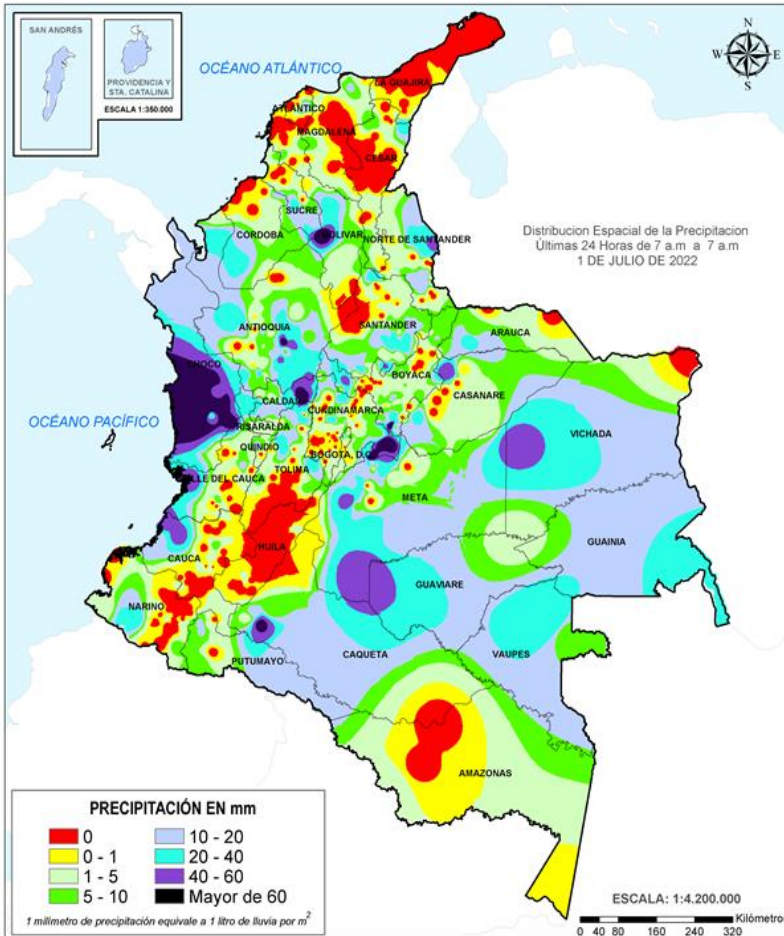 SAN ANDRÉS
PROVIDENCIA Y
STA. CATALINA
ESCALA 1:350.000
OCÉANO ATLÁNTICO
N
W
E
S
LA GUAJIRA
ATLANTICO
MAGDALENA
CESAR
SUCRE
BOLIVAR
NORTE DE SANTANDER
CORDOBA
Distribucion Espacial de la Precipitacion
Últimas 24 Horas de 7 a.m a 7 a.m
1 DE JULIO DE 2022
ANTIOQUIA
SANTANDER
ARAUCA
CHOCO
BOYACA
CALDAS
CASANARE
CUNDINAMARCA
OCÉANO PACÍFICO
RISARALDA
VICHADA
QUINDIO
BOGOTA, D.C
TOLIMA
VALLE DEL CAUCA
META
HUILA
GUAINIA
CAUCA
GUAVIARE
NARINO
PUTUMAYO
CAQUETA
VAUPES
AMAZONAS
PRECIPITACIÓN EN mm
0
10 - 20
0 - 1
20 - 40
1 - 5
40 - 60
5 - 10
Mayor de 60
1 milimetro de precipitación equivale a 1 litro de lluvia por m²
ESCALA: 1:4.200.000
Kilómetros
0 40 80 160 240 320